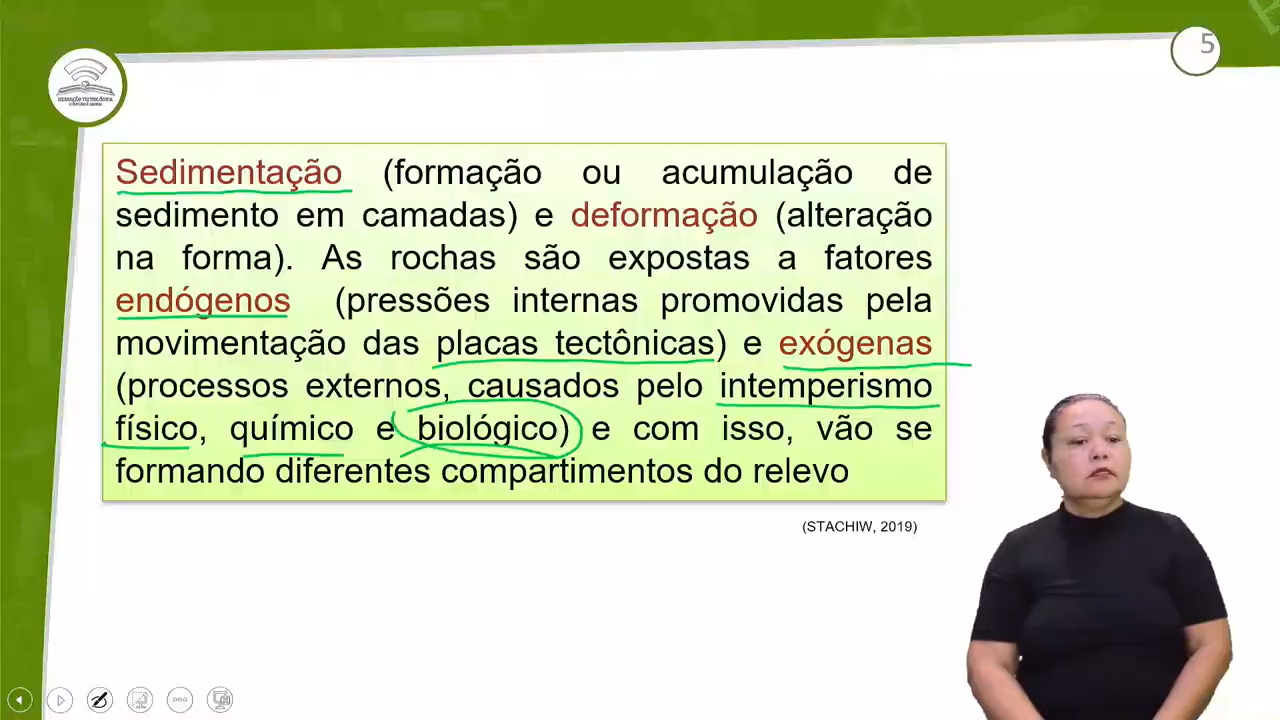 5
MEDIAÇÃO TECNOLÓGICA
Sedimentação (formação ou acumulação de
sedimento em camadas) e deformação (alteração
na forma). As rochas são expostas a fatores
endógenos (pressões internas promovidas pela
movimentação das placas tectônicas) e exógenas
(processos externos, causados pelo intemperismo
físico, químico e biológico) e com isso, vão se
formando diferentes compartimentos do relevo
(STACHIW, 2019)